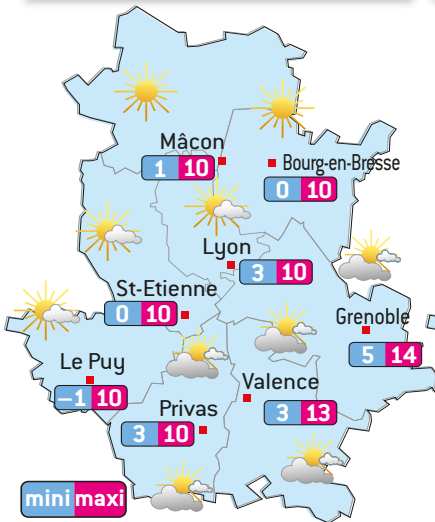 Mâcon
1 10
Bourg-en-Bresse
0 10
Lyon
3 10
St-Etienne
0 10
Grenoble
5 14
Le Puy
–1 10
Valence
3 13
Privas
3 10
mini maxi